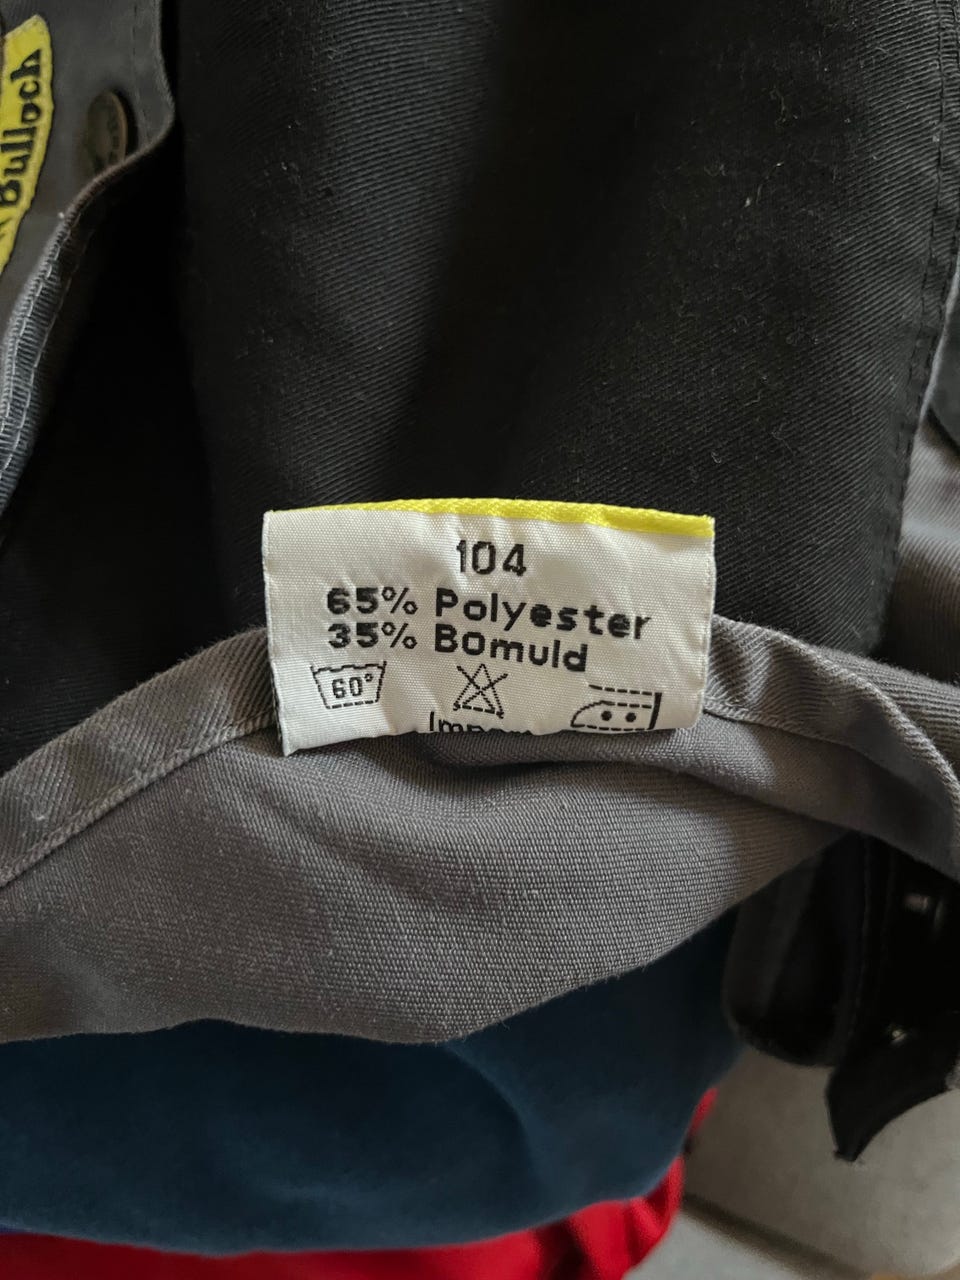 Bulloch
104
65% Polyester
35% Bomuld
60°